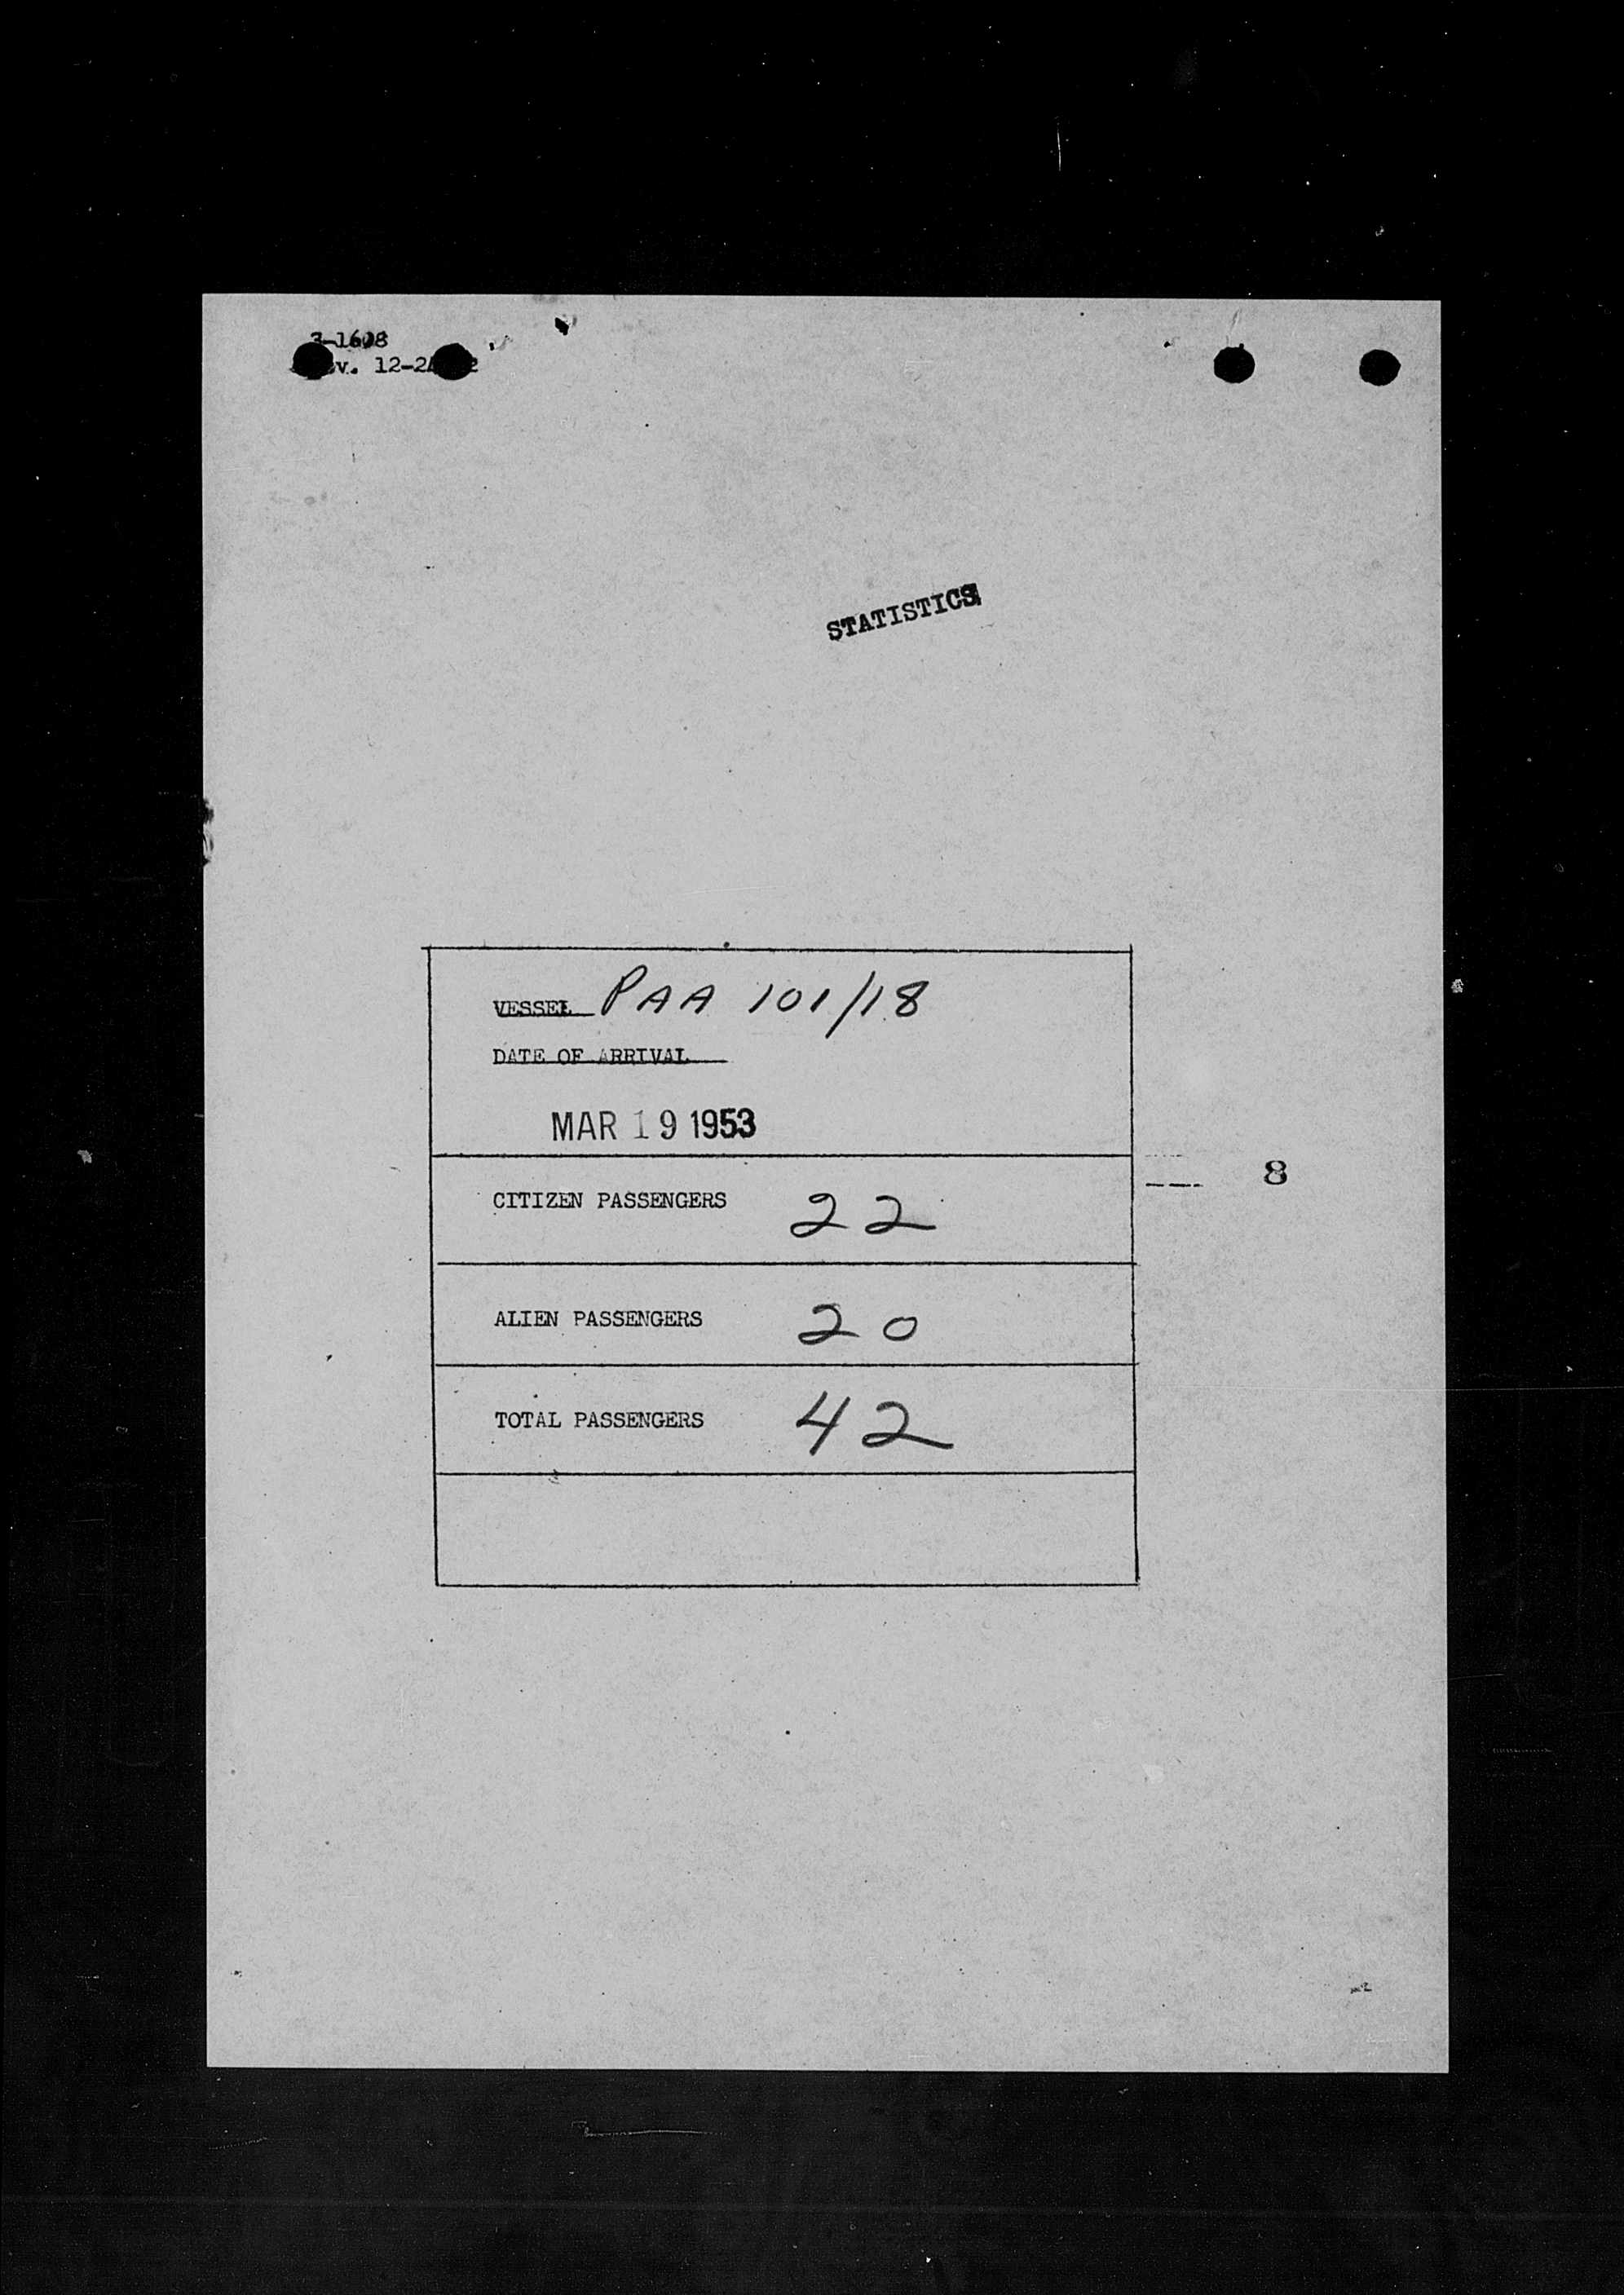 3-1608
v. 12-2
STATISTICS
VESSEL PAA 101/18
DATE OF ARRIVAL
MAR 19 1953
8
CITIZEN PASSENGERS 22
ALIEN PASSENGERS 20
TOTAL PASSENGERS 42